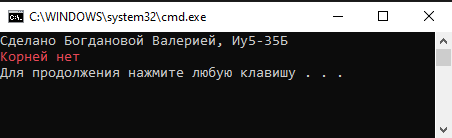 C:\WINDOWS\system32\cmd.exe
Сделано Богдановой Валерией, Иу5-35Б
Корней нет
Для продолжения нажмите любую клавишу . . .